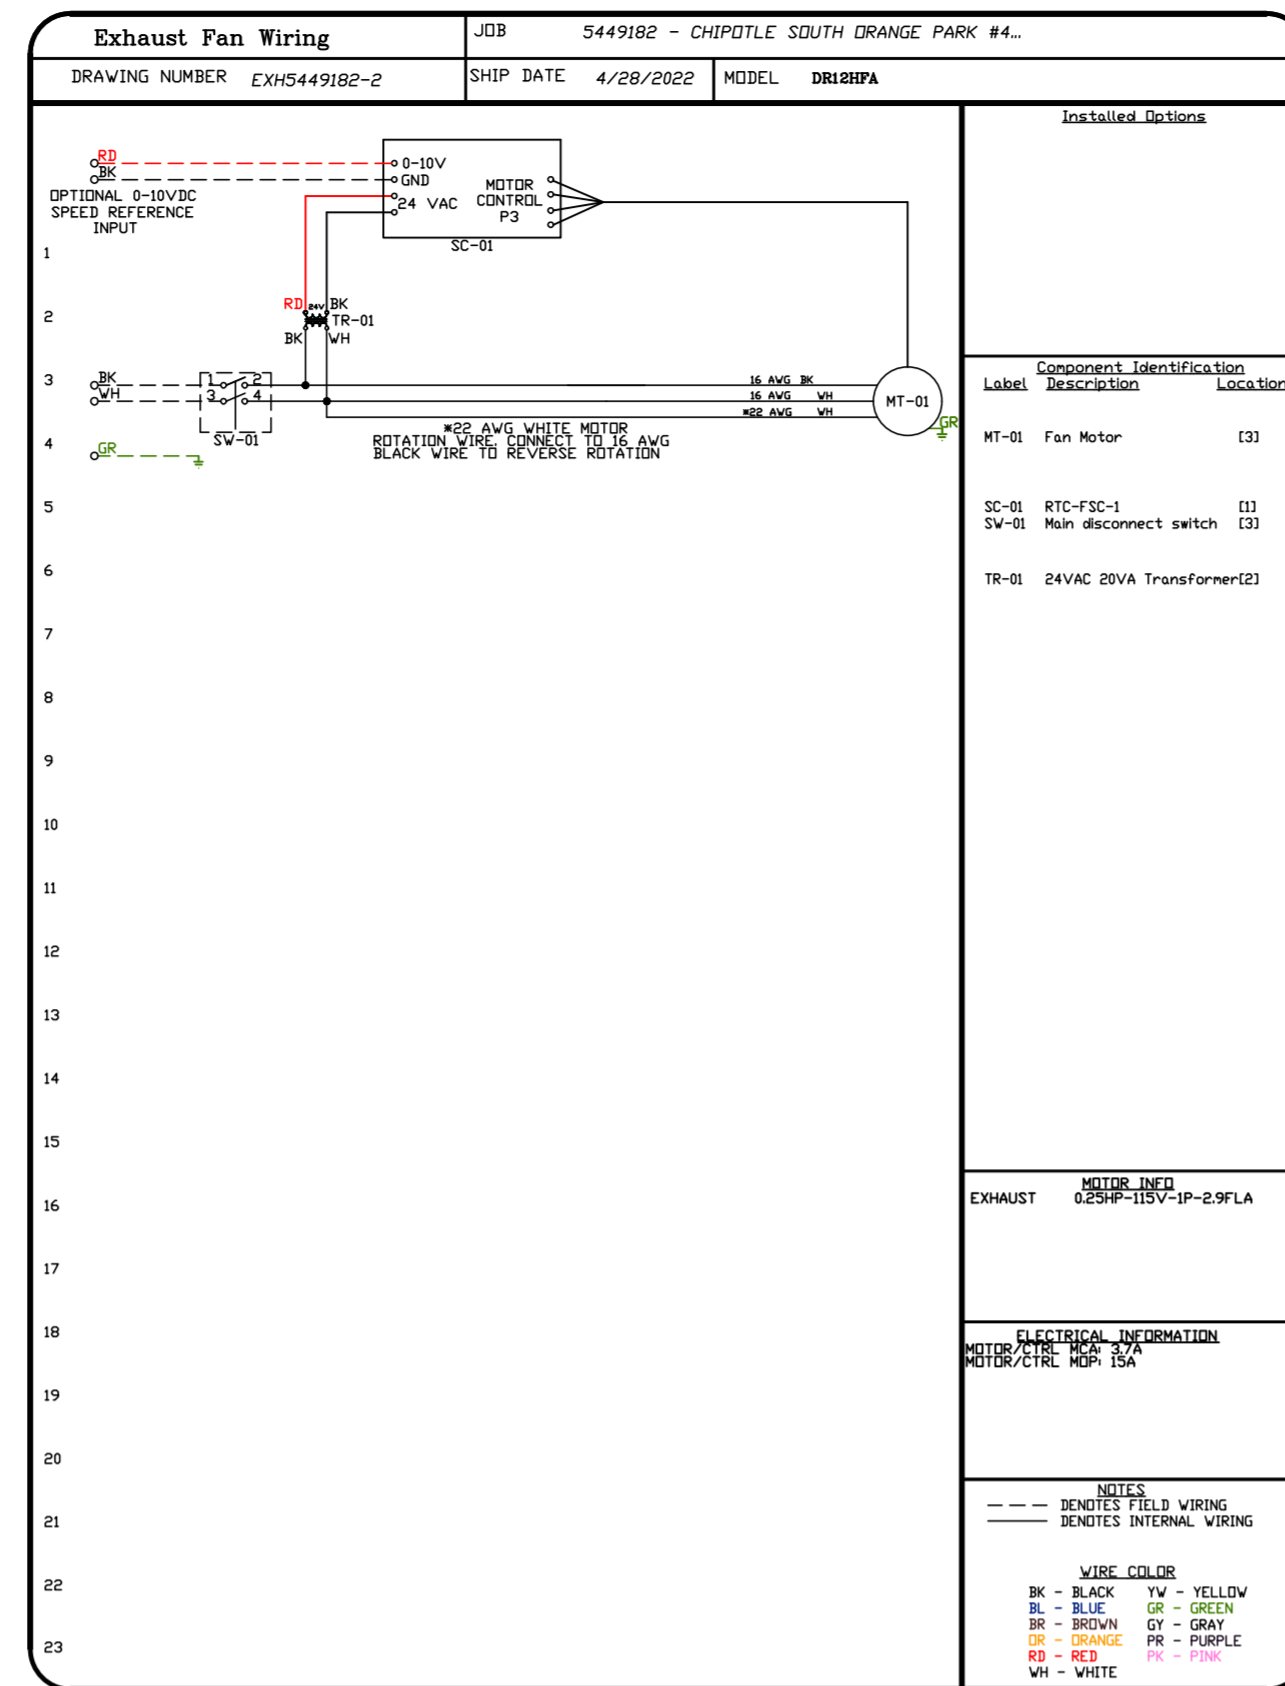 Exhaust Fan Wiring
JOB 5449182 - CHIPOTLE SOUTH ORANGE PARK #4...
DRAWING NUMBER EXH5449182-2
SHIP DATE 4/28/2022
MODEL DR12HFA
RD
BK
OPTIONAL 0-10VDC
SPEED REFERENCE
INPUT
0-10V
GND
24 VAC
MOTOR
CONTROL
P3
SC-01
RD 24V BK
TR-01
BK WH
BK
WH
1 2
3 4
SW-01
GR
16 AWG BK
16 AWG WH
*22 AWG WH
MT-01
GR
*22 AWG WHITE MOTOR
ROTATION WIRE. CONNECT TO 16 AWG
BLACK WIRE TO REVERSE ROTATION
1
2
3
4
5
6
7
8
9
10
11
12
13
14
15
16
17
18
19
20
21
22
23
Installed Options
Component Identification
Label Description Location
MT-01 Fan Motor [3]
SC-01 RTC-FSC-1 [1]
SW-01 Main disconnect switch [3]
TR-01 24VAC 20VA Transformer[2]
MOTOR INFO
EXHAUST 0.25HP-115V-1P-2.9FLA
ELECTRICAL INFORMATION
MOTOR/CTRL MCA: 3.7A
MOTOR/CTRL MOP: 15A
NOTES
DENOTES FIELD WIRING
DENOTES INTERNAL WIRING
WIRE COLOR
BK - BLACK YW - YELLOW
BL - BLUE GR - GREEN
BR - BROWN GY - GRAY
OR - ORANGE PR - PURPLE
RD - RED PK - PINK
WH - WHITE